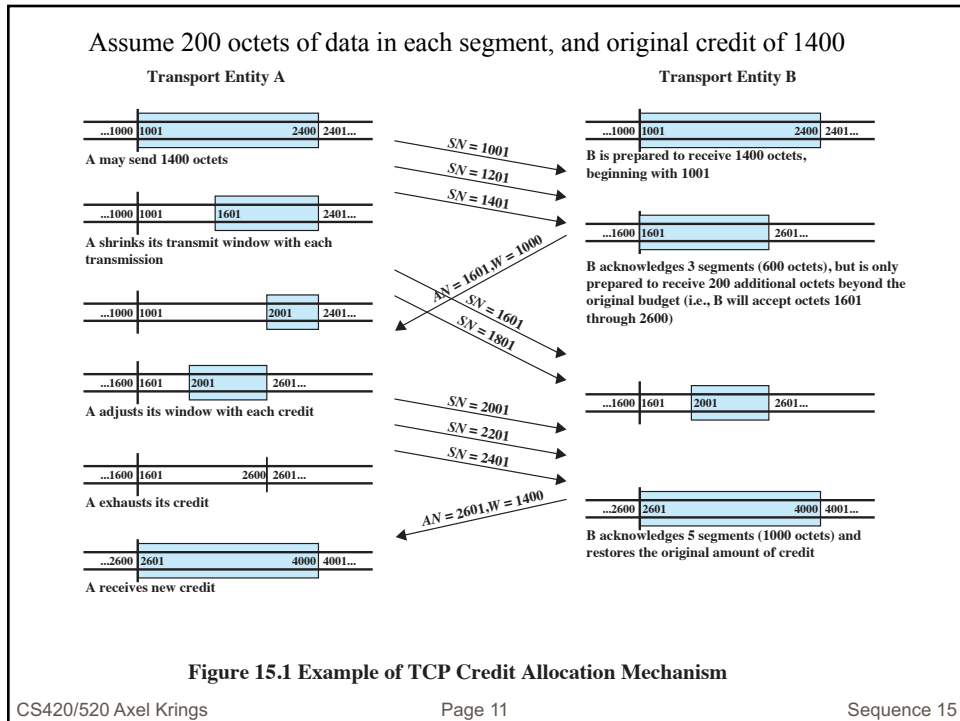 Assume 200 octets of data in each segment, and original credit of 1400
Transport Entity A
Transport Entity B
...1000 1001 2400 2401...
A may send 1400 octets
SN = 1001
SN = 1201
SN = 1401
...1000 1001 2400 2401...
B is prepared to receive 1400 octets,
beginning with 1001
...1000 1001 1601 2401...
A shrinks its transmit window with each
transmission
AN = 1601,W = 1000
...1600 1601 2601...
B acknowledges 3 segments (600 octets), but is only
prepared to receive 200 additional octets beyond the
original budget (i.e., B will accept octets 1601
through 2600)
...1000 1001 2001 2401...
SN = 1601
SN = 1801
...1600 1601 2001 2601...
A adjusts its window with each credit
...1600 1601 2001 2601...
SN = 2001
SN = 2201
SN = 2401
...1600 1601 2600 2601...
A exhausts its credit
AN = 2601,W = 1400
...2600 2601 4000 4001...
B acknowledges 5 segments (1000 octets) and
restores the original amount of credit
...2600 2601 4000 4001...
A receives new credit
Figure 15.1 Example of TCP Credit Allocation Mechanism
CS420/520 Axel Krings
Page 11
Sequence 15